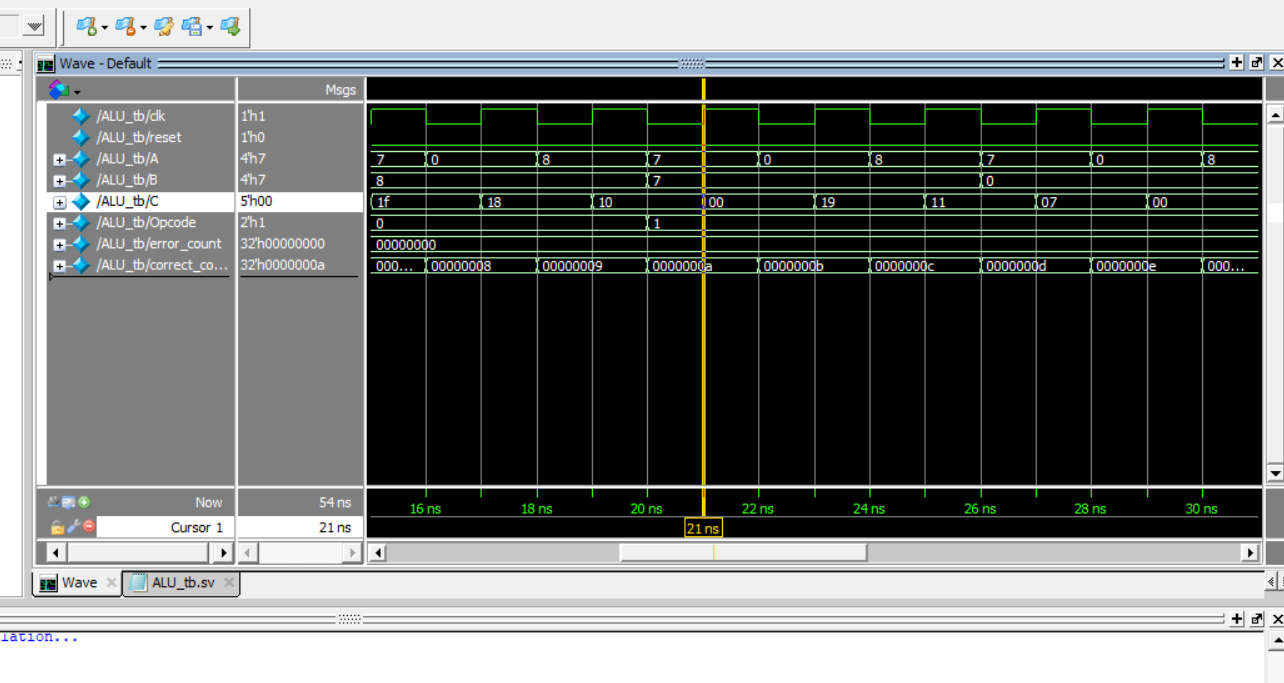 Wave - Default
Msgs
/ALU_tb/clk 1'h1
/ALU_tb/reset 1'h0
/ALU_tb/A 4'h7 7 0 8 7 0 8 7 0 8
/ALU_tb/B 4'h7 8 7 0
/ALU_tb/C 5'h00 1f 18 10 00 19 11 07 00
/ALU_tb/Opcode 2'h1 0 1
/ALU_tb/error_count 32'h00000000 00000000
/ALU_tb/correct_co... 32'h0000000a 000... 00000008 00000009 0000000a 0000000b 0000000c 0000000d 0000000e 000...
Now 54 ns 16 ns 18 ns 20 ns 22 ns 24 ns 26 ns 28 ns 30 ns
Cursor 1 21 ns 21 ns
Wave ALU_tb.sv
lation...